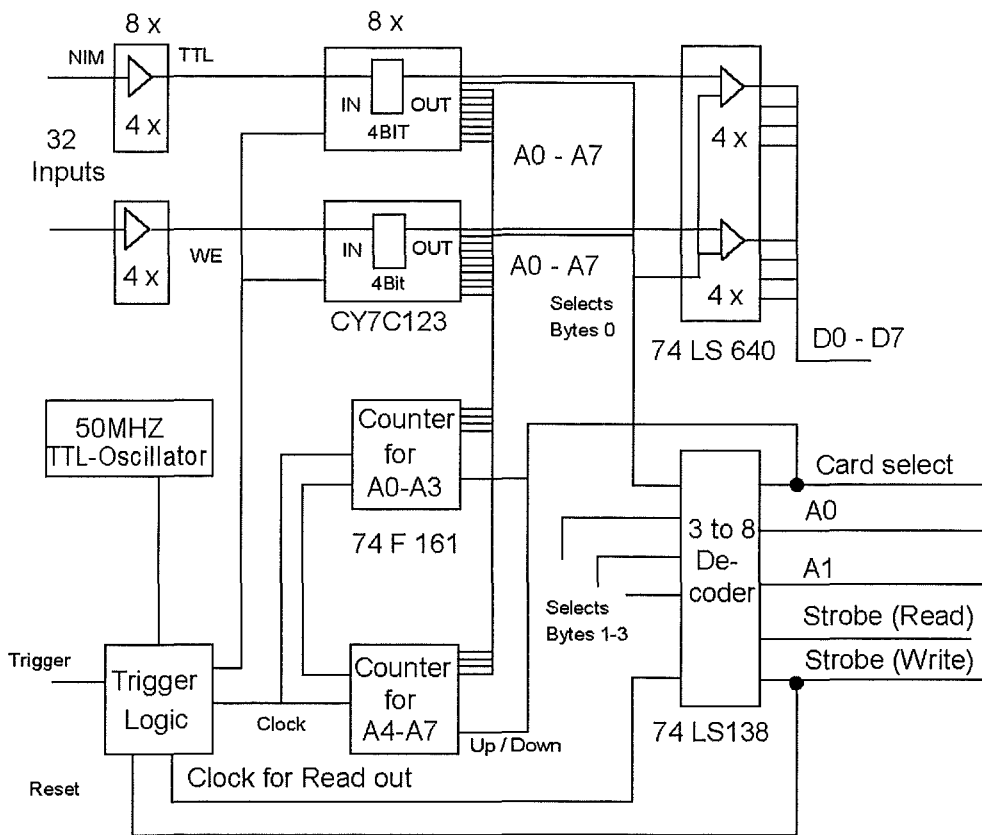 8 x
8 x
NIM
TTL
IN
OUT
4BIT
4 x
4 x
32
Inputs
A0 - A7
WE
IN
OUT
4Bit
4 x
4 x
A0 - A7
CY7C123
Selects
Bytes 0
74 LS 640
D0 - D7
50MHZ
TTL-Oscillator
Counter
for
A0-A3
74 F 161
Card select
A0
3 to 8
De-
coder
A1
Selects
Bytes 1-3
Strobe (Read)
Strobe (Write)
Trigger
Trigger
Logic
Clock
Counter
for
A4-A7
Up / Down
74 LS138
Reset
Clock for Read out